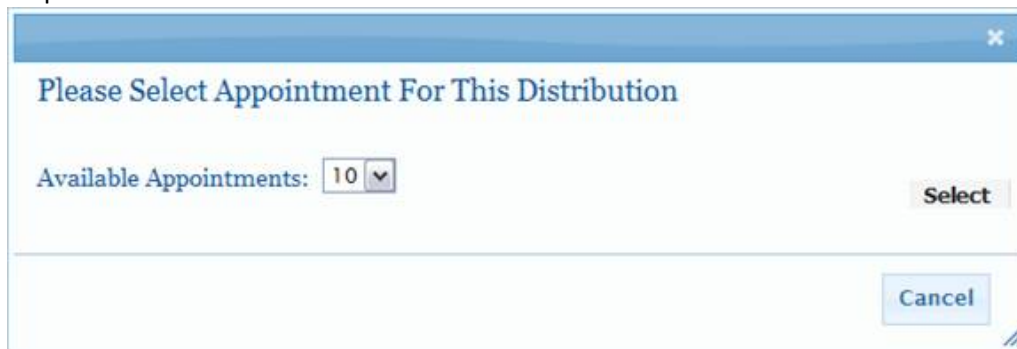 Please Select Appointment For This Distribution
Available Appointments: 10
Select
Cancel